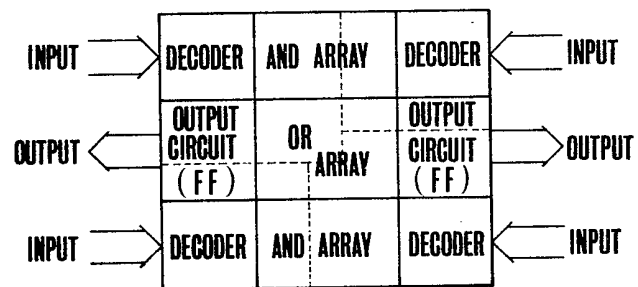 INPUT DECODER AND ARRAY DECODER INPUT
OUTPUT CIRCUIT (FF)
OUTPUT
OR ARRAY
OUTPUT CIRCUIT (FF)
OUTPUT
INPUT DECODER AND ARRAY DECODER INPUT